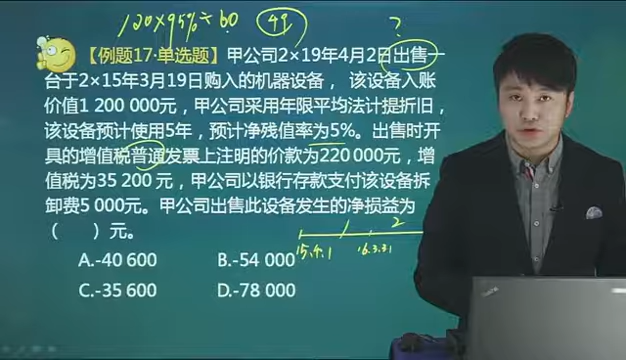 120×95%÷60 49
?
【例题17·单选题】甲公司2×19年4月2日出售一
台于2×15年3月19日购入的机器设备， 该设备入账
价值1 200 000元，甲公司采用年限平均法计提折旧，
该设备预计使用5年，预计净残值率为5%。出售时开
具的增值税普通发票上注明的价款为220 000元，增
值税为35 200 元，甲公司以银行存款支付该设备拆
卸费5 000元。甲公司出售此设备发生的净损益为
（ ）元。
1 2
15.4.1 16.3.31
A.-40 600 B.-54 000
C.-35 600 D.-78 000